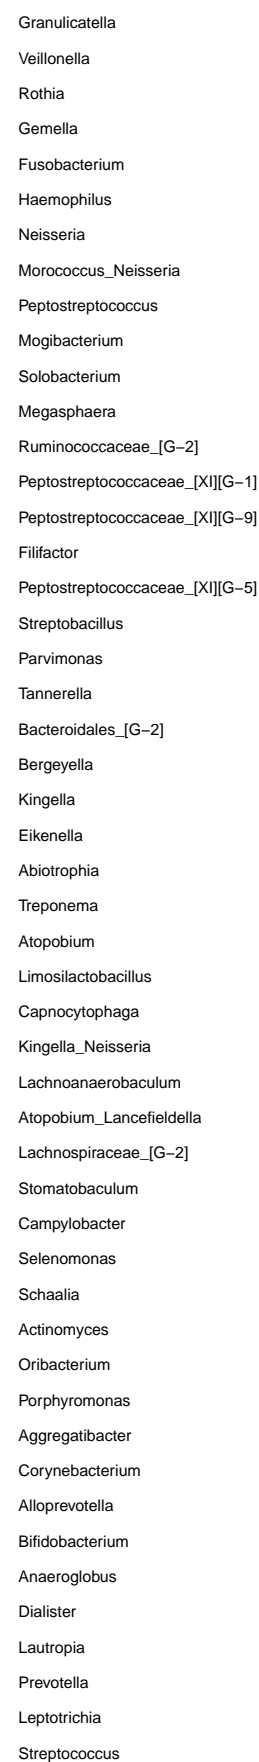 Granulicatella
Veillonella
Rothia
Gemella
Fusobacterium
Haemophilus
Neisseria
Morococcus_Neisseria
Peptostreptococcus
Mogibacterium
Solobacterium
Megasphaera
Ruminococcaceae_[G−2]
Peptostreptococcaceae_[XI][G−1]
Peptostreptococcaceae_[XI][G−9]
Filifactor
Peptostreptococcaceae_[XI][G−5]
Streptobacillus
Parvimonas
Tannerella
Bacteroidales_[G−2]
Bergeyella
Kingella
Eikenella
Abiotrophia
Treponema
Atopobium
Limosilactobacillus
Capnocytophaga
Kingella_Neisseria
Lachnoanaerobaculum
Atopobium_Lancefieldella
Lachnospiraceae_[G−2]
Stomatobaculum
Campylobacter
Selenomonas
Schaalia
Actinomyces
Oribacterium
Porphyromonas
Aggregatibacter
Corynebacterium
Alloprevotella
Bifidobacterium
Anaeroglobus
Dialister
Lautropia
Prevotella
Leptotrichia
Streptococcus